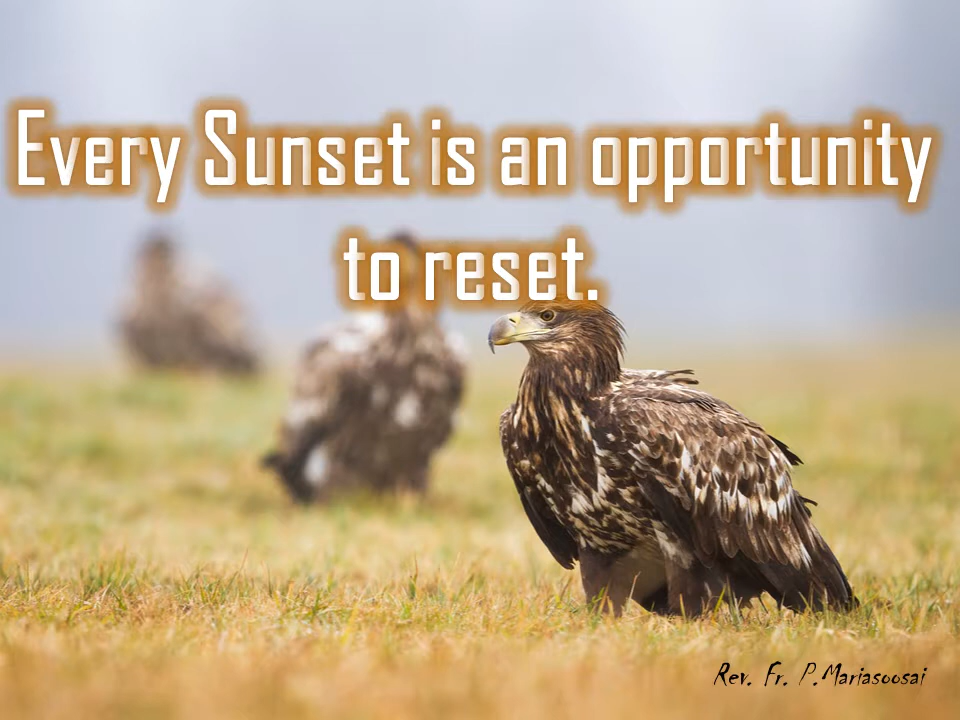 Every Sunset is an opportunity
to reset.
Rev. Fr. P.Mariasoosai